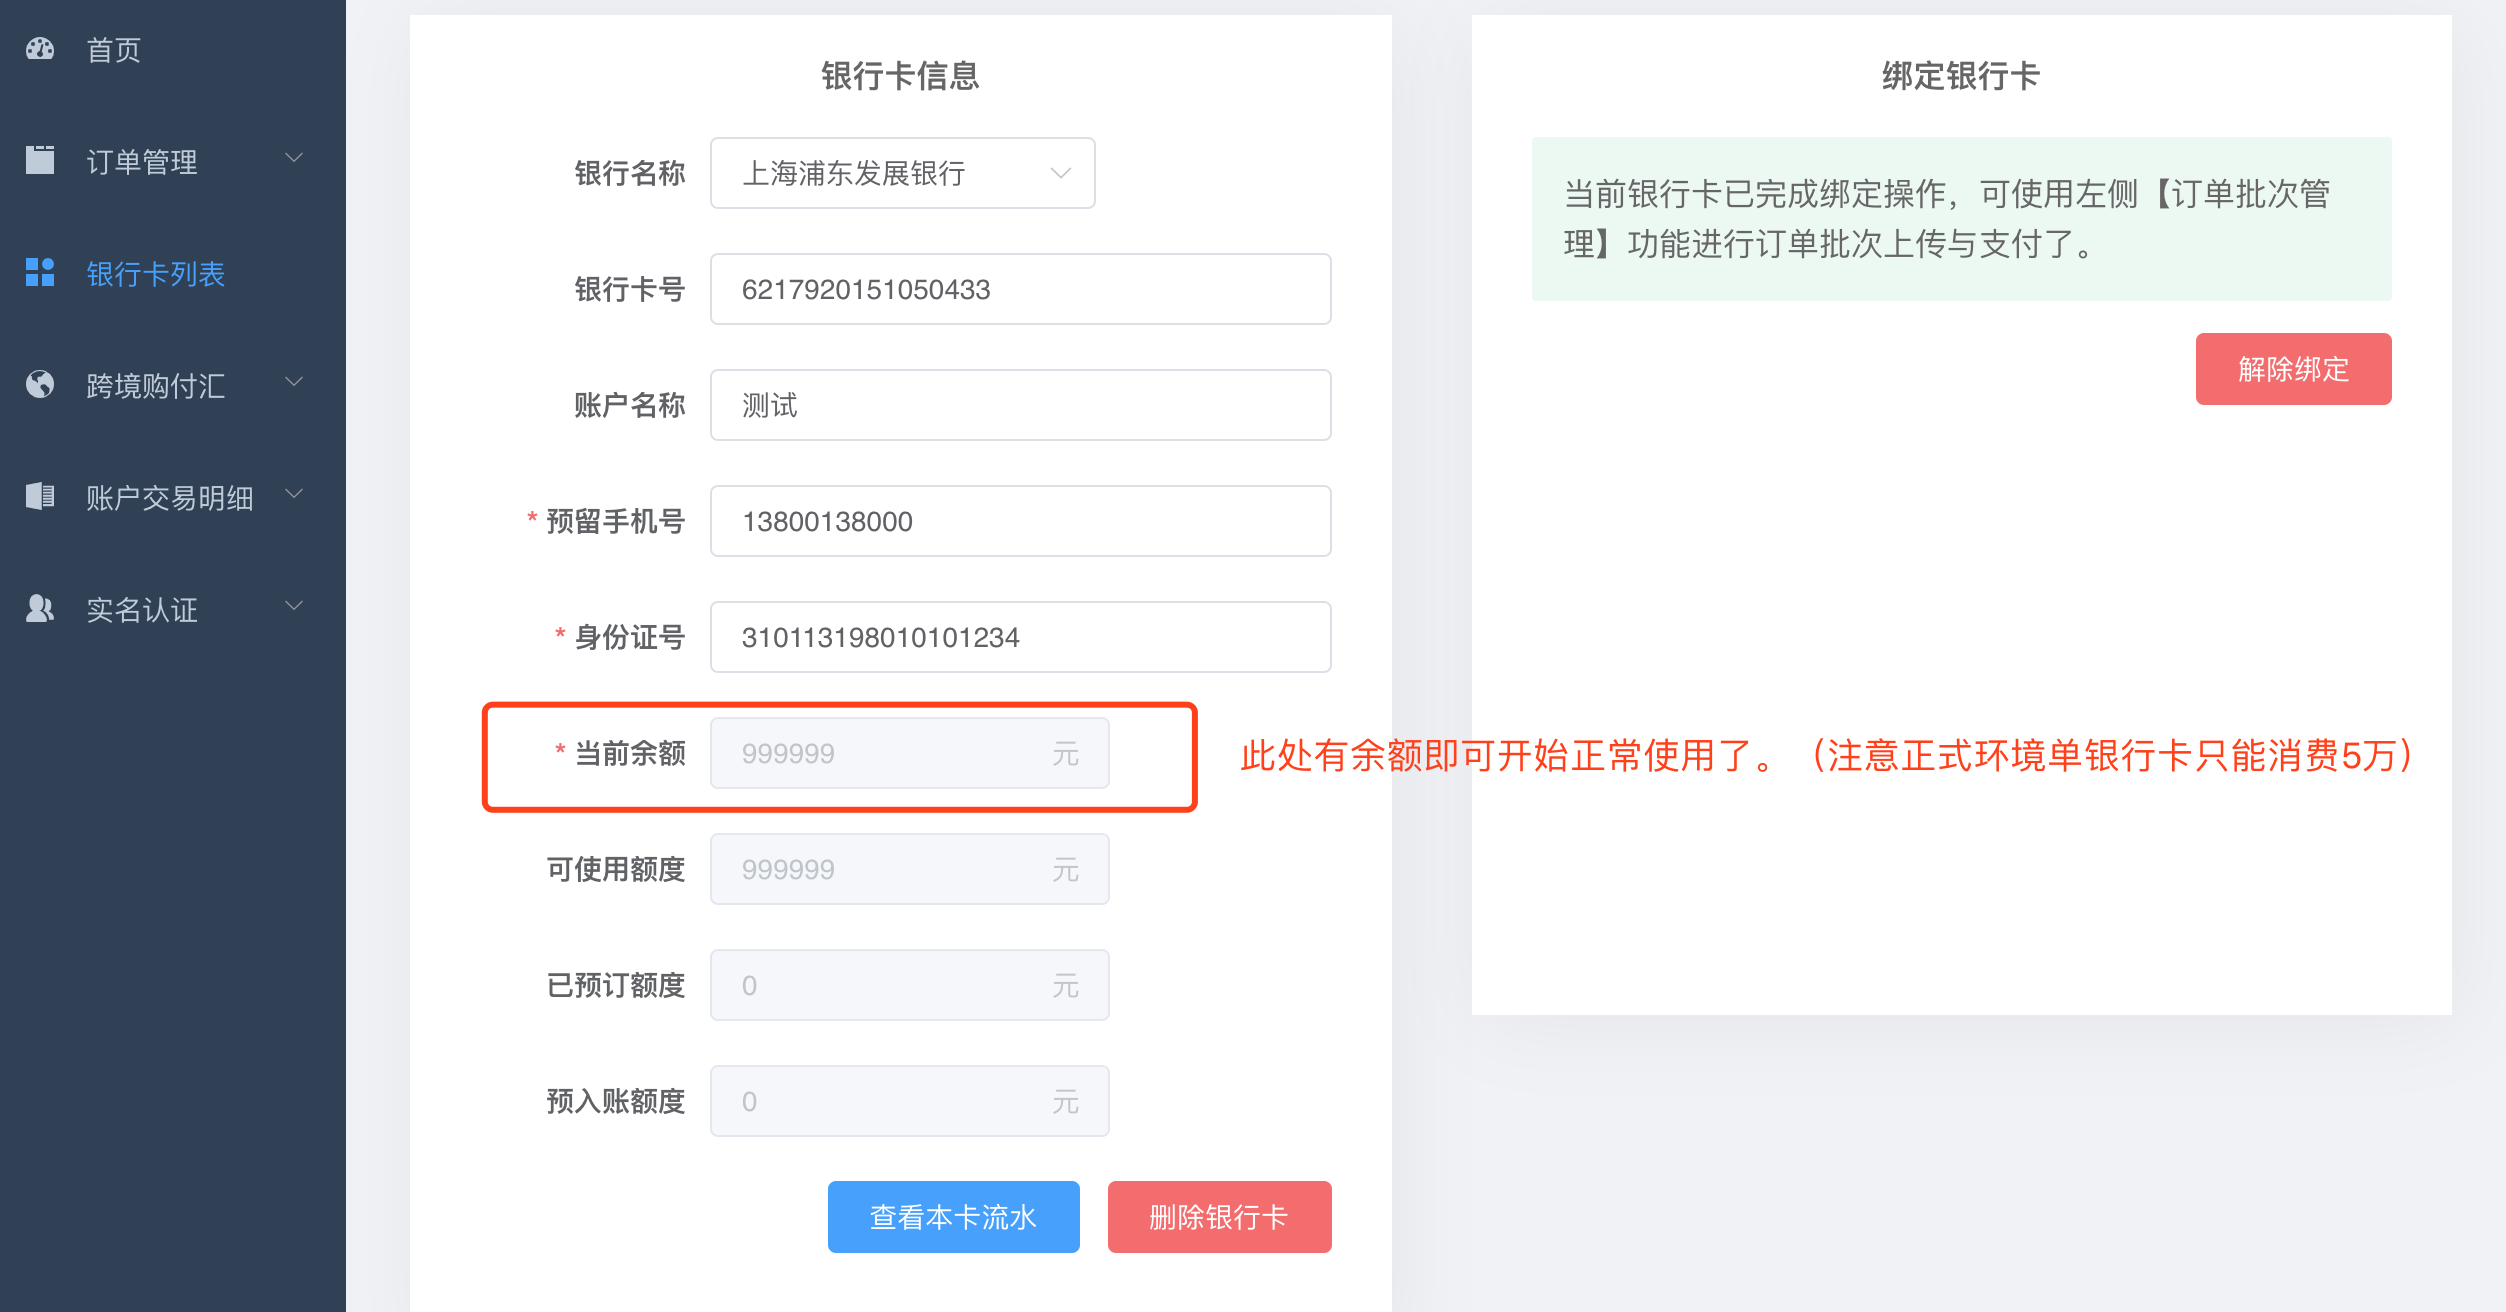 首页
订单管理
银行卡列表
跨境购付汇
账户交易明细
实名认证
银行卡信息
银行名称 上海浦东发展银行
银行卡号 6217920151050433
账户名称 测试
* 预留手机号 13800138000
* 身份证号 310113198010101234
* 当前余额 999999 元
此处有余额即可开始正常使用了。（注意正式环境单银行卡只能消费5万）
可使用额度 999999 元
已预订额度 0 元
预入账额度 0 元
查看本卡流水 删除银行卡
绑定银行卡
当前银行卡已完成绑定操作，可使用左侧【订单批次管
理】功能进行订单批次上传与支付了。
解除绑定